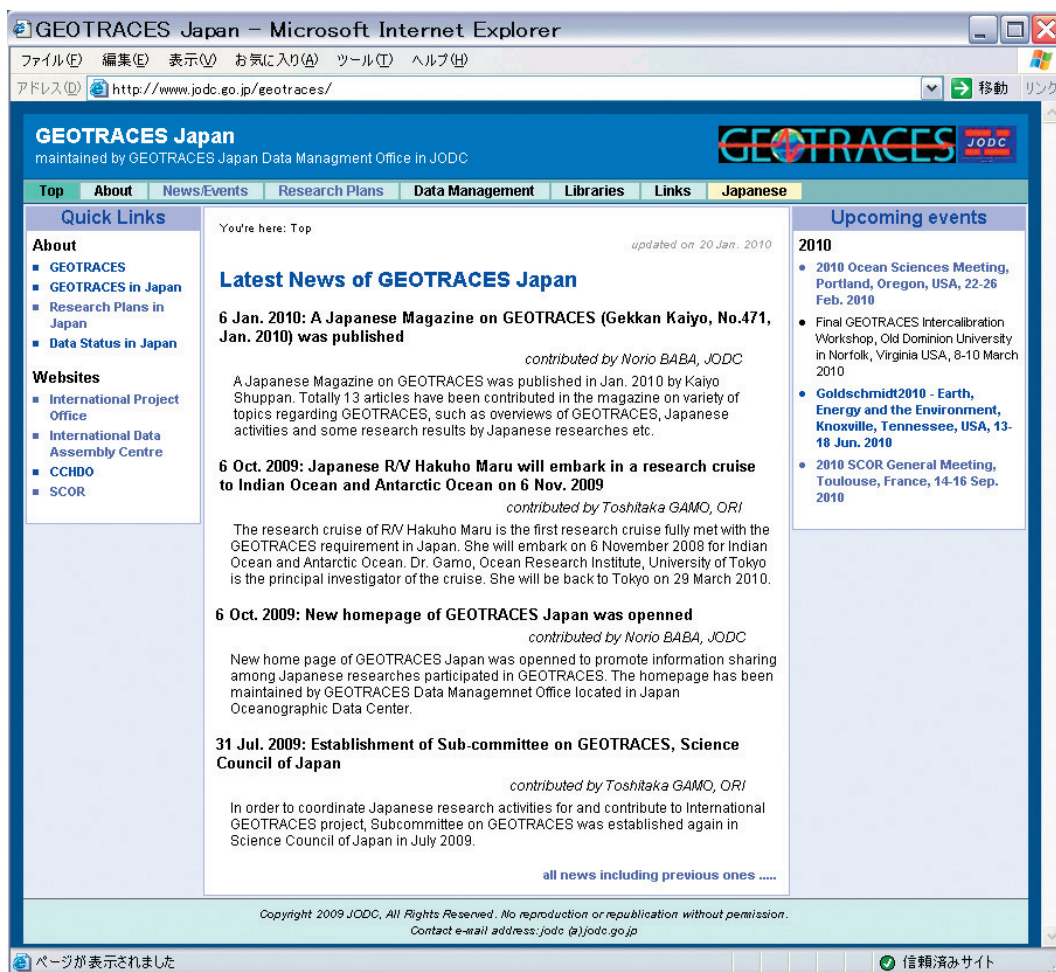 GEOTRACES Japan - Microsoft Internet Explorer
ファイル(F) 編集(E) 表示(V) お気に入り(A) ツール(T) ヘルプ(H)
アドレス(D) http://www.jodc.go.jp/geotraces/ 移動 リンク
GEOTRACES Japan
maintained by GEOTRACES Japan Data Managment Office in JODC
GEOTRACES JODC
Top About News/Events Research Plans Data Management Libraries Links Japanese
Quick Links
About
GEOTRACES
GEOTRACES in Japan
Research Plans in
Japan
Data Status in Japan
Websites
International Project
Office
International Data
Assembly Centre
CCHDO
SCOR
You're here: Top
updated on 20 Jan. 2010
Latest News of GEOTRACES Japan
6 Jan. 2010: A Japanese Magazine on GEOTRACES (Gekkan Kaiyo, No.471,
Jan. 2010) was published
contributed by Norio BABA, JODC
A Japanese Magazine on GEOTRACES was published in Jan. 2010 by Kaiyo
Shuppan. Totally 13 articles have been contributed in the magazine on variety of
topics regarding GEOTRACES, such as overviews of GEOTRACES, Japanese
activities and some research results by Japanese researches etc.
6 Oct. 2009: Japanese R/V Hakuho Maru will embark in a research cruise
to Indian Ocean and Antarctic Ocean on 6 Nov. 2009
contributed by Toshitaka GAMO, ORI
The research cruise of R/V Hakuho Maru is the first research cruise fully met with the
GEOTRACES requirement in Japan. She will embark on 6 November 2008 for Indian
Ocean and Antarctic Ocean. Dr. Gamo, Ocean Research Institute, University of Tokyo
is the principal investigator of the cruise. She will be back to Tokyo on 29 March 2010.
6 Oct. 2009: New homepage of GEOTRACES Japan was openned
contributed by Norio BABA, JODC
New home page of GEOTRACES Japan was openned to promote information sharing
among Japanese researches participated in GEOTRACES. The homepage has been
maintained by GEOTRACES Data Managemnet Office located in Japan
Oceanographic Data Center.
31 Jul. 2009: Establishment of Sub-committee on GEOTRACES, Science
Council of Japan
contributed by Toshitaka GAMO, ORI
In order to coordinate Japanese research activities for and contribute to International
GEOTRACES project, Subcommittee on GEOTRACES was established again in
Science Council of Japan in July 2009.
all news including previous ones .....
Upcoming events
2010
2010 Ocean Sciences Meeting,
Portland, Oregon, USA, 22-26
Feb. 2010
Final GEOTRACES Intercalibration
Workshop, Old Dominion University
in Norfolk, Virginia USA, 8-10 March
2010
Goldschmidt2010 - Earth,
Energy and the Environment,
Knoxville, Tennessee, USA, 13-
18 Jun. 2010
2010 SCOR General Meeting,
Toulouse, France, 14-16 Sep.
2010
Copyright 2009 JODC, All Rights Reserved. No reproduction or republication without permission.
Contact e-mail address:jodc (a)jodc.go.jp
ページが表示されました 信頼済みサイト